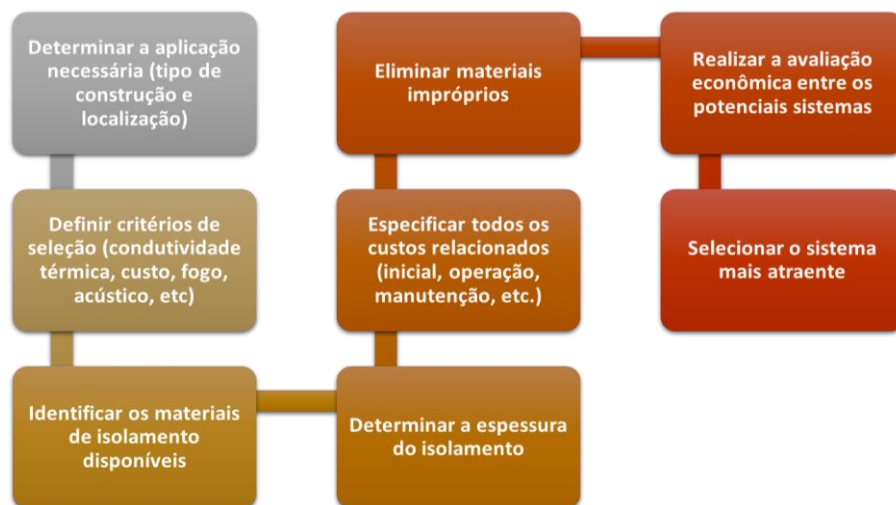 Determinar a aplicação
necessária (tipo de
construção e
localização)
Definir critérios de
seleção (condutividade
térmica, custo, fogo,
acústico, etc)
Identificar os materiais
de isolamento
disponíveis
Determinar a espessura
do isolamento
Especificar todos os
custos relacionados
(inicial, operação,
manutenção, etc.)
Eliminar materiais
impróprios
Realizar a avaliação
econômica entre os
potenciais sistemas
Selecionar o sistema
mais atraente